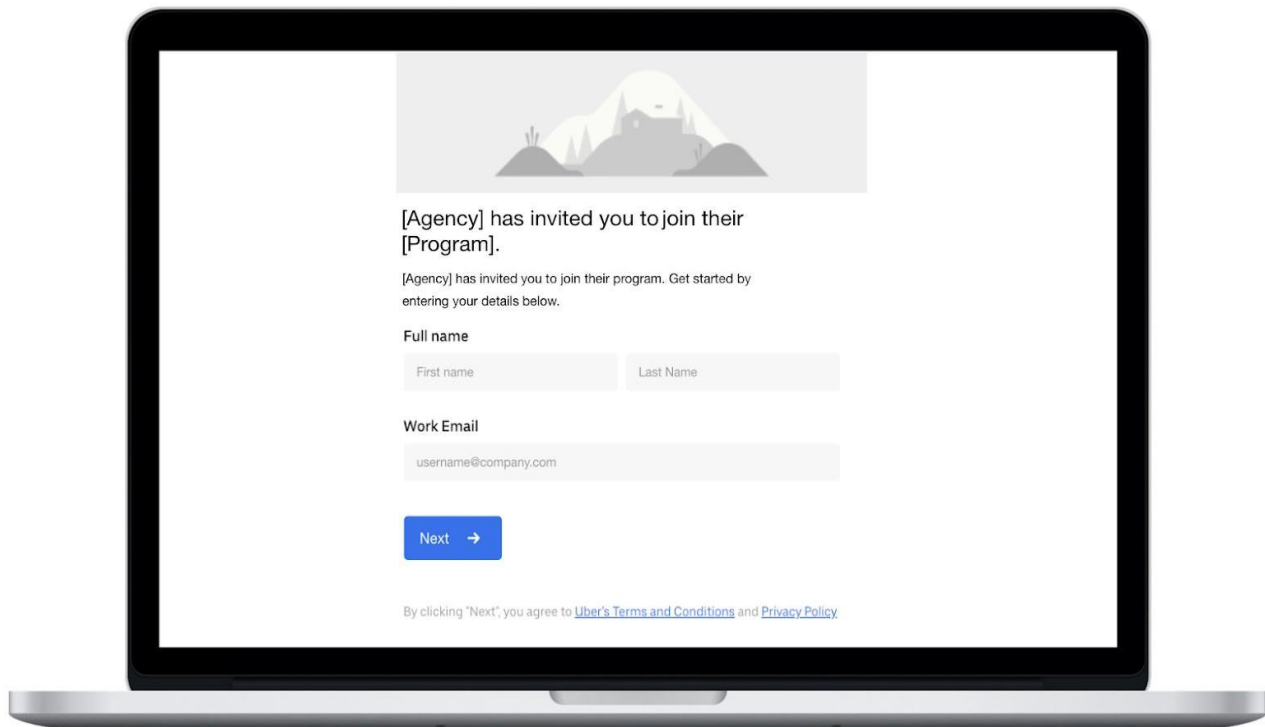 [Agency] has invited you to join their
[Program].
[Agency] has invited you to join their program. Get started by
entering your details below.
Full name
First name
Last Name
Work Email
username@company.com
Next →
By clicking "Next", you agree to Uber's Terms and Conditions and Privacy Policy